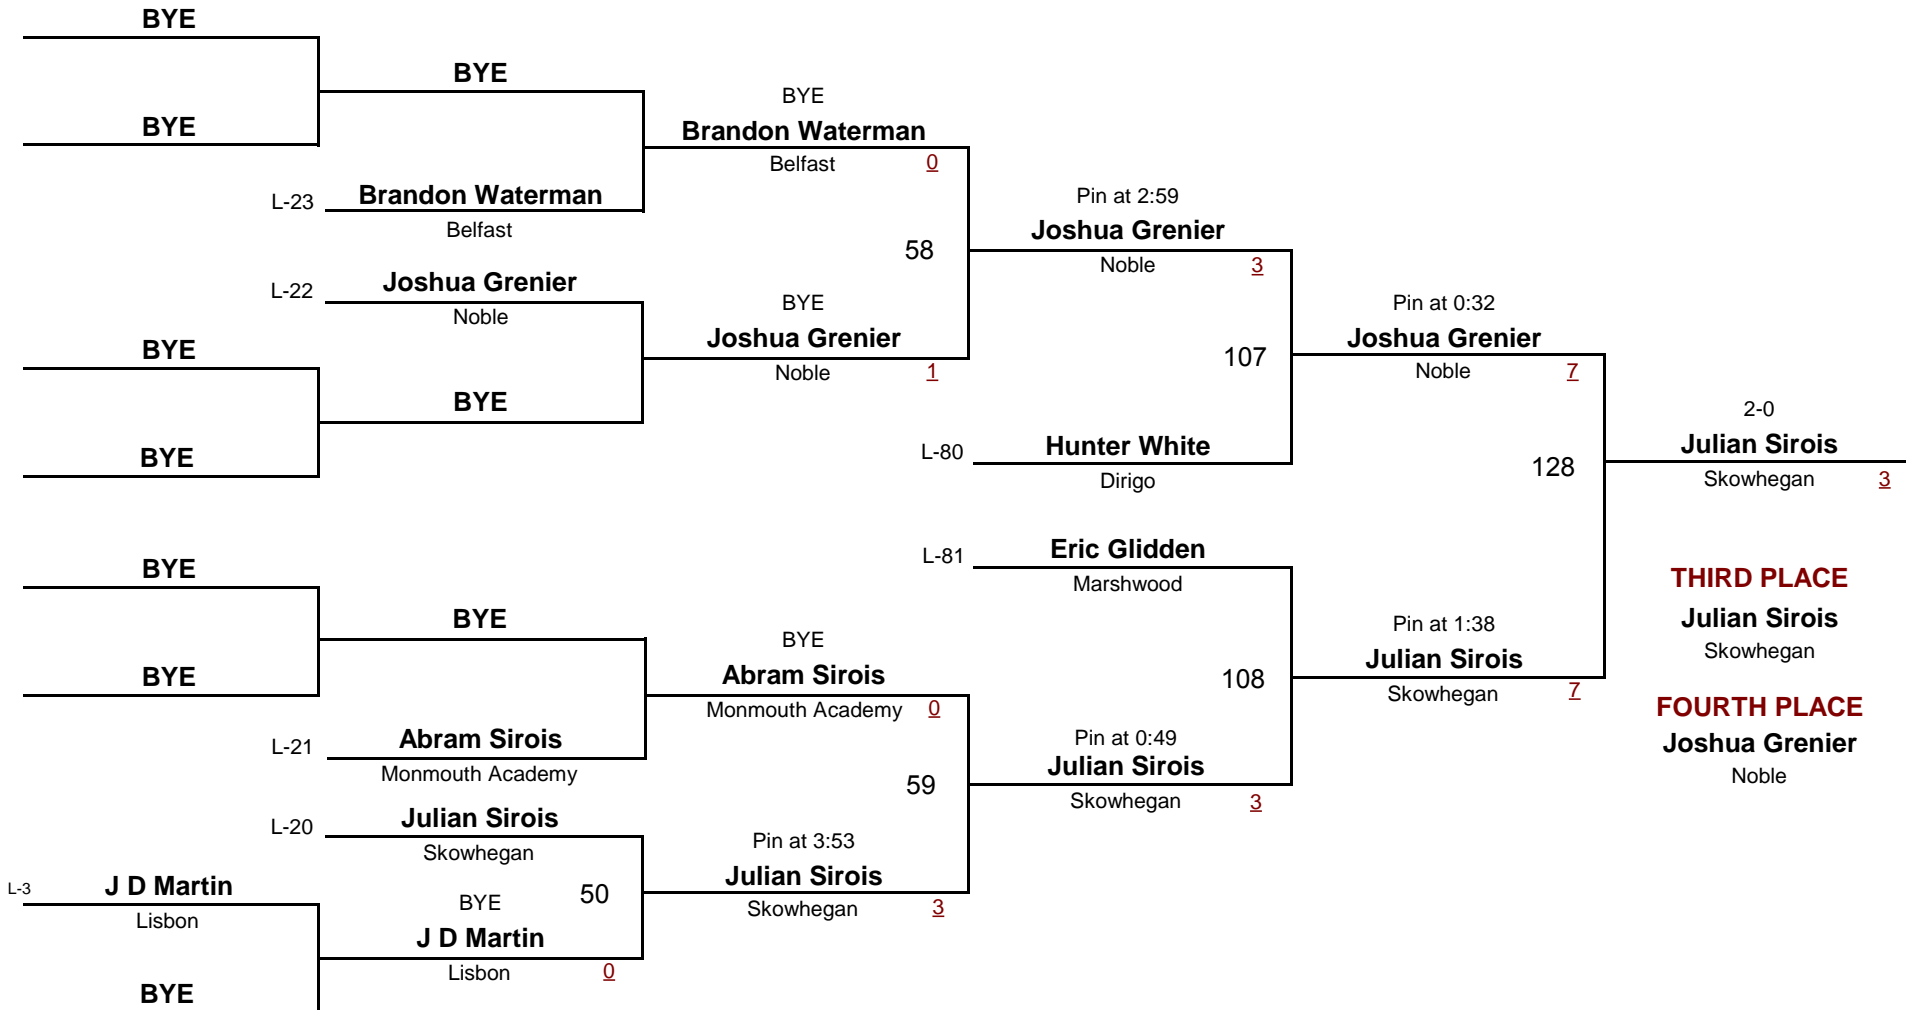 BYE
BYE
BYE
BYE
Brandon Waterman
Belfast 0
L-23 Brandon Waterman
Belfast
Pin at 2:59
Joshua Grenier
Noble 3
58
L-22 Joshua Grenier
Noble
BYE
Joshua Grenier
Noble 1
BYE
BYE
BYE
Pin at 0:32
Joshua Grenier
Noble 7
107
L-80 Hunter White
Dirigo
2-0
Julian Sirois
Skowhegan 3
128
L-81 Eric Glidden
Marshwood
BYE
BYE
BYE
BYE
Abram Sirois
Monmouth Academy 0
L-21 Abram Sirois
Monmouth Academy
Pin at 1:38
Julian Sirois
Skowhegan 7
108
THIRD PLACE
Julian Sirois
Skowhegan
FOURTH PLACE
Joshua Grenier
Noble
Pin at 0:49
Julian Sirois
Skowhegan 3
59
L-20 Julian Sirois
Skowhegan
Pin at 3:53
Julian Sirois
Skowhegan 3
50
L-3 J D Martin
Lisbon
BYE
J D Martin
Lisbon 0
BYE